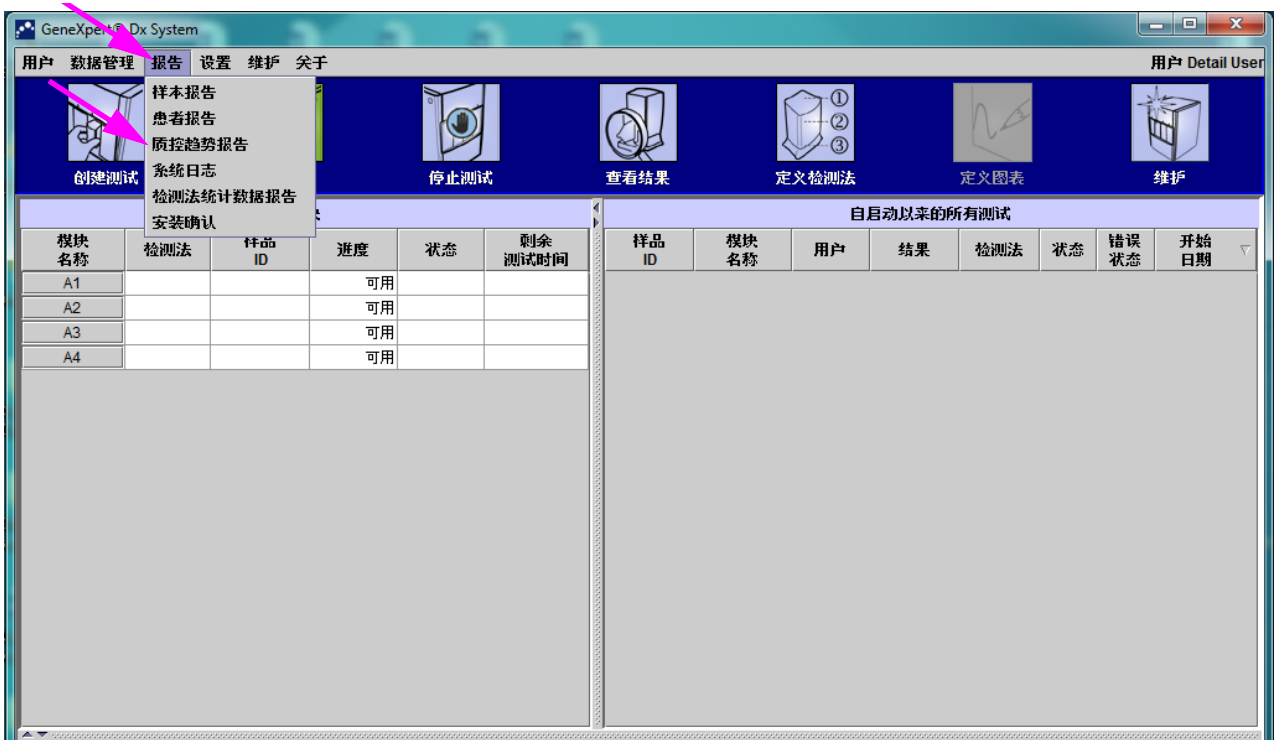 GeneXpert® Dx System
用户 数据管理 报告 设置 维护 关于
用户 Detail User
样本报告
患者报告
质控趋势报告
系统日志
检测法统计数据报告
安装确认
创建测试
停止测试
查看结果
定义检测法
定义图表
维护
自启动以来的所有测试
模块名称 检测法 样品ID 进度 状态 剩余测试时间
样品ID 模块名称 用户 结果 检测法 状态 错误状态 开始日期
A1 可用
A2 可用
A3 可用
A4 可用